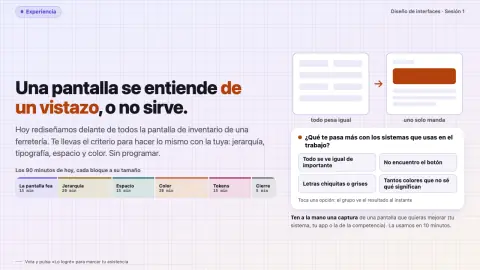 Experiencia
Diseño de interfaces · Sesión 1
Una pantalla se entiende de
un vistazo, o no sirve.
Hoy rediseñamos delante de todos la pantalla de inventario de una
ferretería. Te llevas el criterio para hacer lo mismo con la tuya: jerarquía,
tipografía, espacio y color. Sin programar.
Los 90 minutos de hoy, cada bloque a su tamaño
La pantalla fea
Jerarquía
Espacio
Color
Tokens
Cierre
todo pesa igual
uno solo manda
¿Qué te pasa más con los sistemas que usas en el
trabajo?
Todo se ve igual de
importante
No encuentro el botón
Letras chiquitas o grises
Tantos colores que no sé
qué significan
Toca una opción: el grupo ve el resultado al instante
Ten a la mano una captura de una pantalla que quieras mejorar (tu
sistema, tu app o la de la competencia). La usamos en 10 minutos.
Vota y pulsa «Lo logré» para marcar tu asistencia